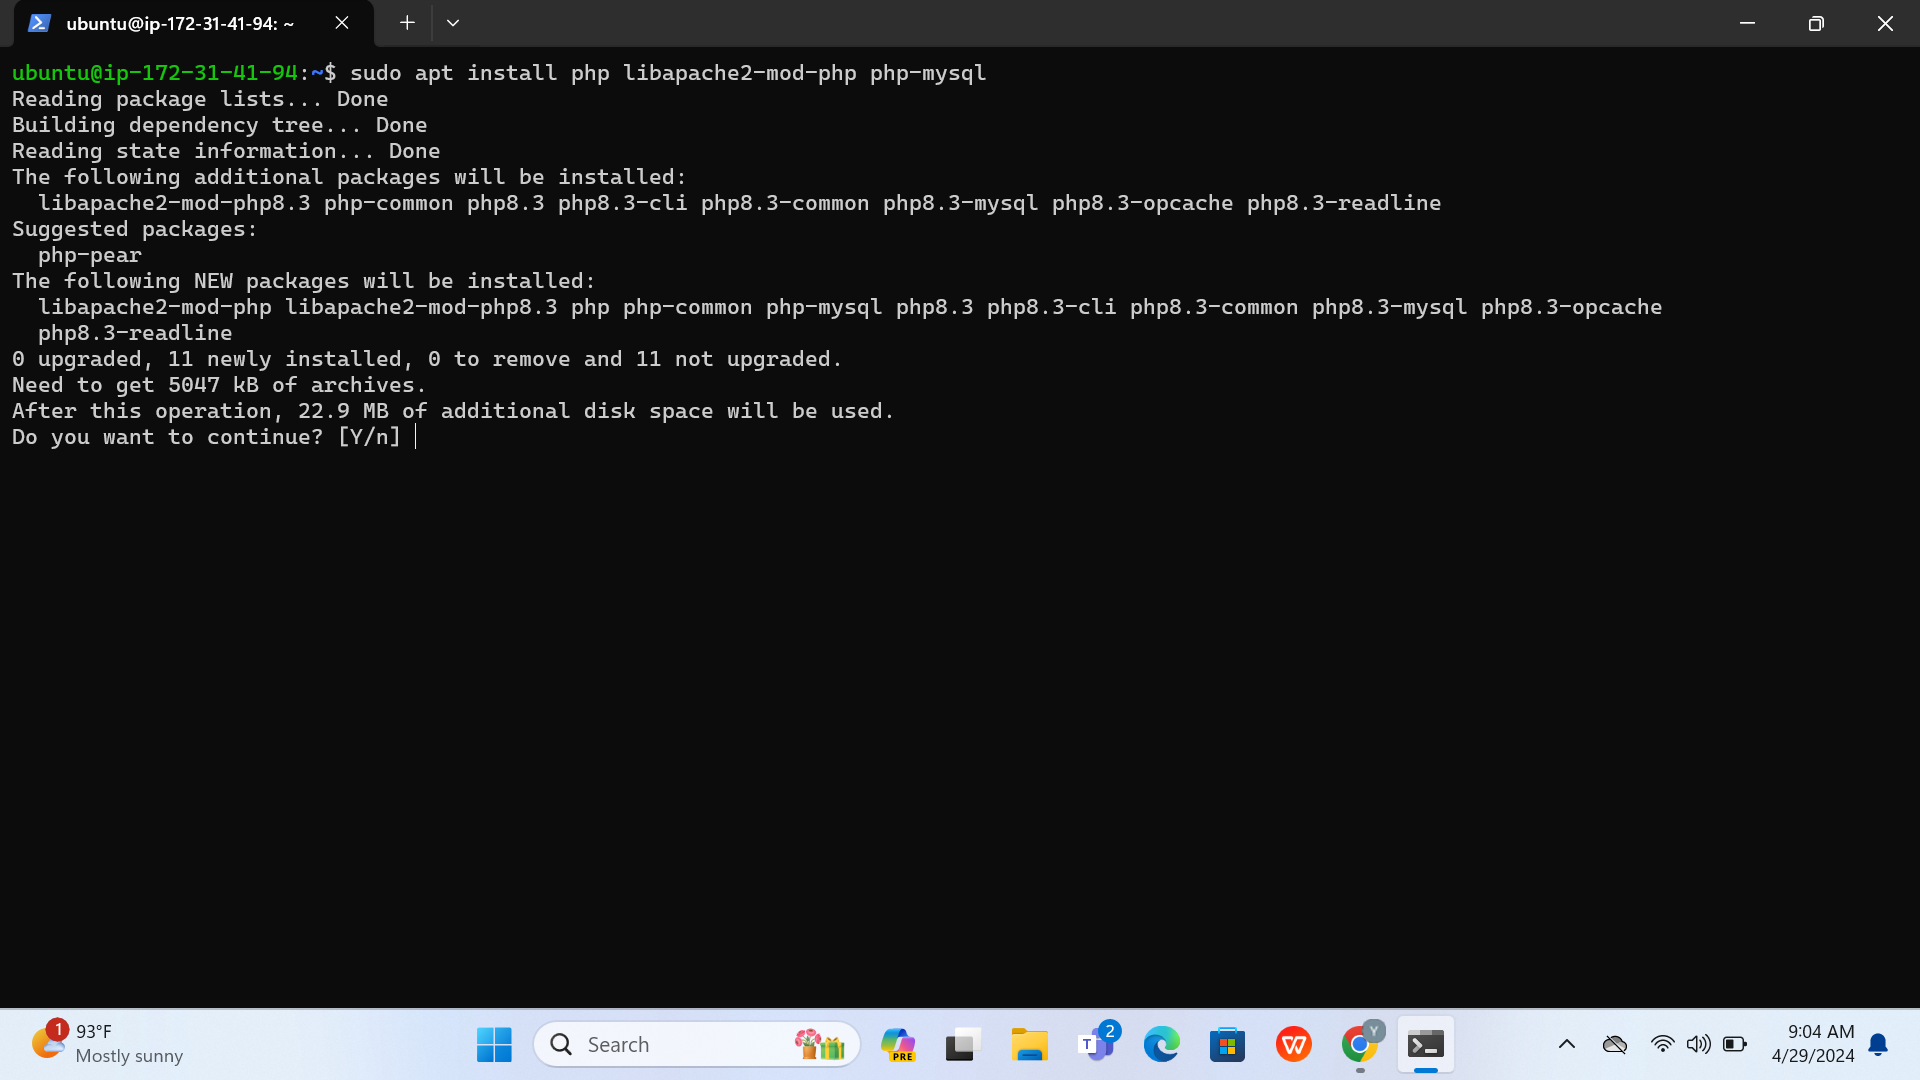 ubuntu@ip-172-31-41-94: ~
ubuntu@ip-172-31-41-94:~$ sudo apt install php libapache2-mod-php php-mysql
Reading package lists... Done
Building dependency tree... Done
Reading state information... Done
The following additional packages will be installed:
  libapache2-mod-php8.3 php-common php8.3 php8.3-cli php8.3-common php8.3-mysql php8.3-opcache php8.3-readline
Suggested packages:
  php-pear
The following NEW packages will be installed:
  libapache2-mod-php libapache2-mod-php8.3 php php-common php-mysql php8.3 php8.3-cli php8.3-common php8.3-mysql php8.3-opcache
  php8.3-readline
0 upgraded, 11 newly installed, 0 to remove and 11 not upgraded.
Need to get 5047 kB of archives.
After this operation, 22.9 MB of additional disk space will be used.
Do you want to continue? [Y/n]
1
93°F
Mostly sunny
Search
PRE
T
2
W
Y
9:04 AM
4/29/2024